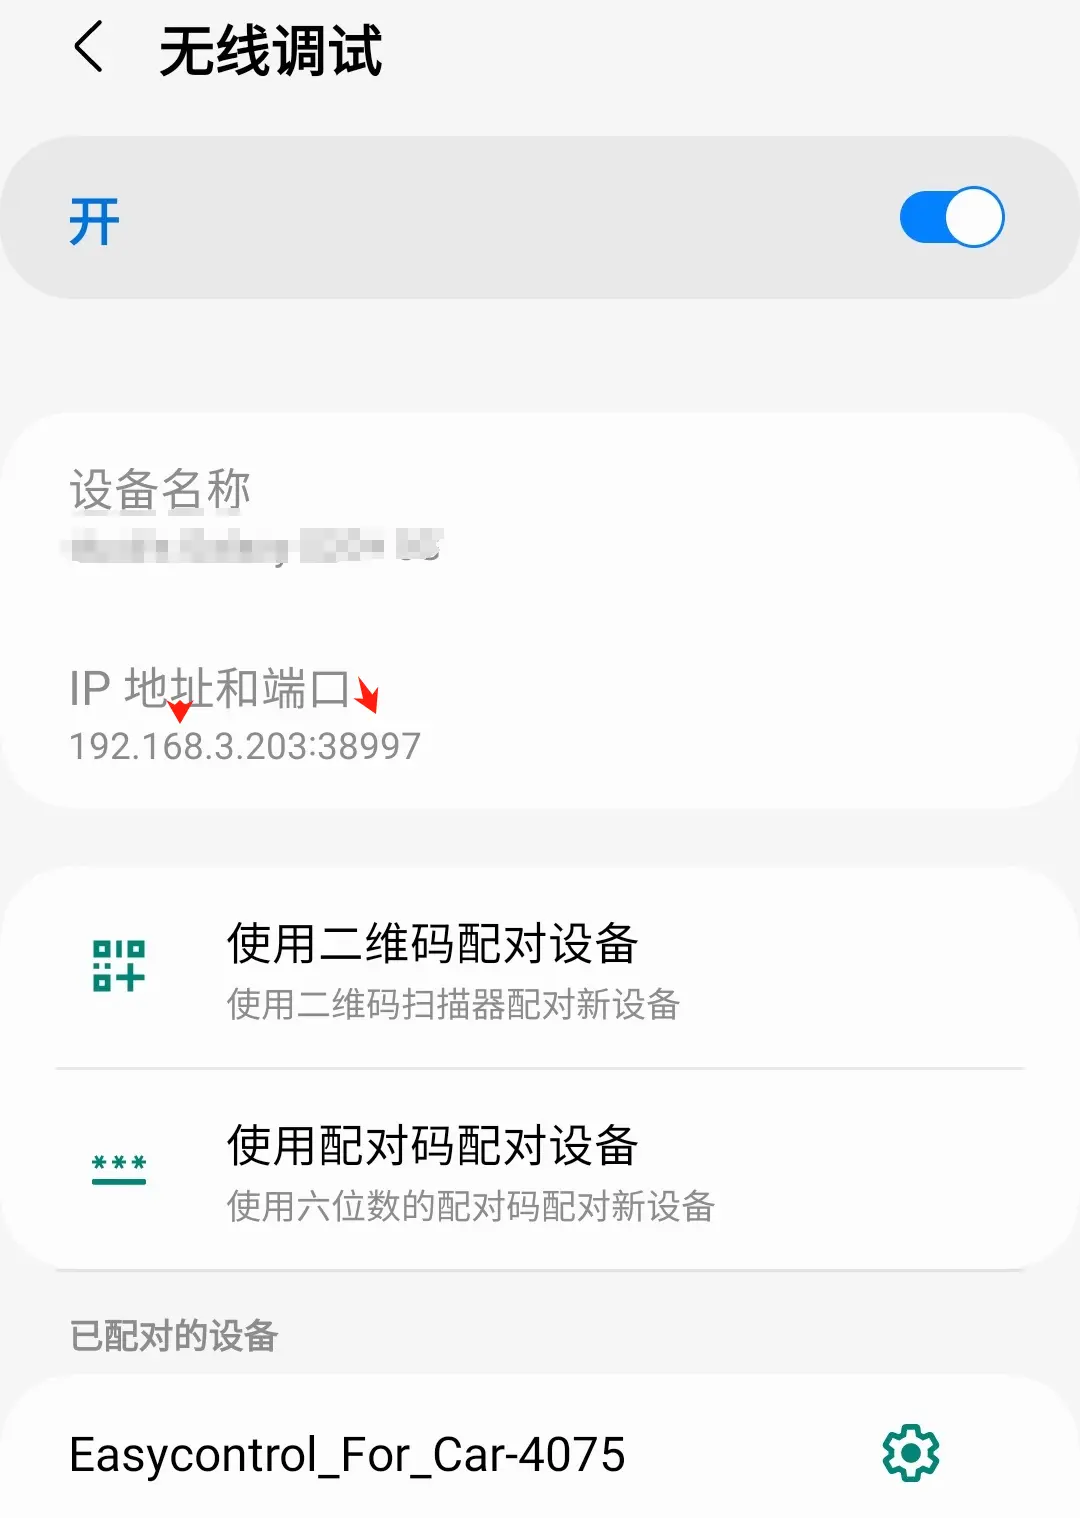 无线调试
开
设备名称
IP 地址和端口
192.168.3.203:38997
使用二维码配对设备
使用二维码扫描器配对新设备
***
使用配对码配对设备
使用六位数的配对码配对新设备
已配对的设备
Easycontrol_For_Car-4075